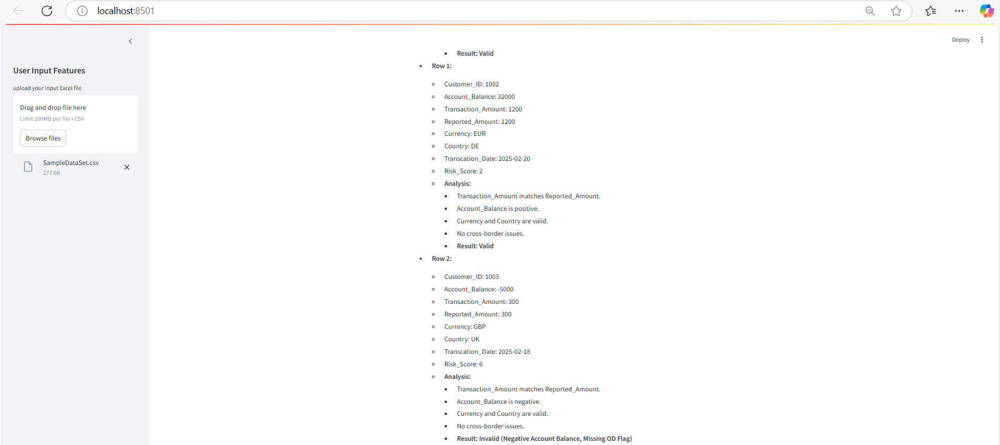 localhost:8501
Deploy
User Input Features
upload your input Excel file
Drag and drop file here
Limit 200MB per file • CSV
Browse files
SampleDataSet.csv
277.0B
Result: Valid
Row 1:
Customer_ID: 1002
Account_Balance: 32000
Transaction_Amount: 1200
Reported_Amount: 1200
Currency: EUR
Country: DE
Transcation_Date: 2025-02-20
Risk_Score: 2
Analysis:
Transaction_Amount matches Reported_Amount.
Account_Balance is positive.
Currency and Country are valid.
No cross-border issues.
Result: Valid
Row 2:
Customer_ID: 1003
Account_Balance: -5000
Transaction_Amount: 300
Reported_Amount: 300
Currency: GBP
Country: UK
Transcation_Date: 2025-02-18
Risk_Score: 6
Analysis:
Transaction_Amount matches Reported_Amount.
Account_Balance is negative.
Currency and Country are valid.
No cross-border issues.
Result: Invalid (Negative Account Balance, Missing OD Flag)